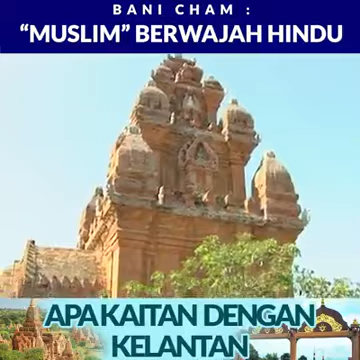 BANI CHAM :
“MUSLIM” BERWAJAH HINDU
APA KAITAN DENGAN
KELANTAN